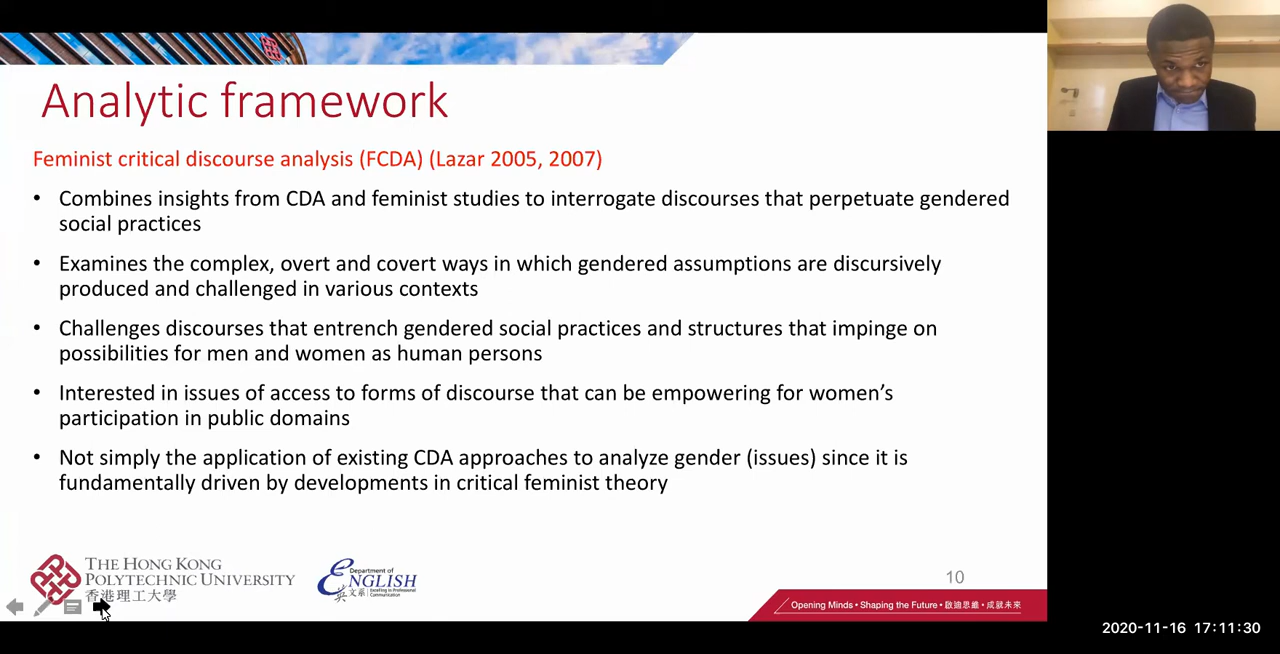 Analytic framework
Feminist critical discourse analysis (FCDA) (Lazar 2005, 2007)
• Combines insights from CDA and feminist studies to interrogate discourses that perpetuate gendered
social practices
• Examines the complex, overt and covert ways in which gendered assumptions are discursively
produced and challenged in various contexts
• Challenges discourses that entrench gendered social practices and structures that impinge on
possibilities for men and women as human persons
• Interested in issues of access to forms of discourse that can be empowering for women’s
participation in public domains
• Not simply the application of existing CDA approaches to analyze gender (issues) since it is
fundamentally driven by developments in critical feminist theory
THE HONG KONG
POLYTECHNIC UNIVERSITY
香港理工大學
Department of
ENGLISH
英文系
Excelling in Professional
Communication
10
Opening Minds • Shaping the Future • 啟迪思維 • 成就未來
2020-11-16 17:11:30